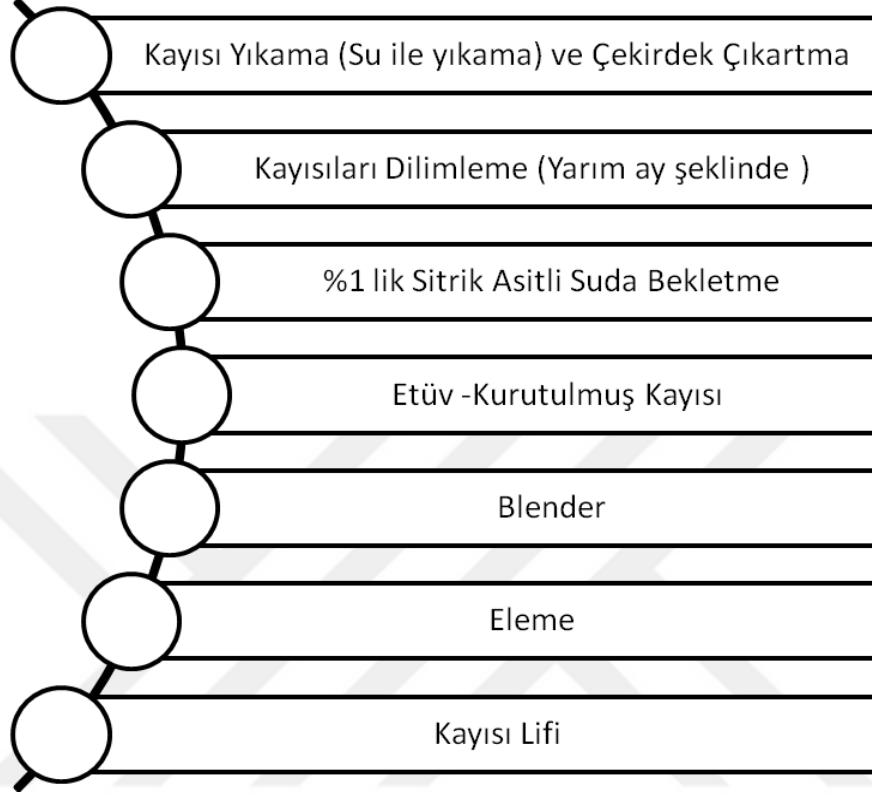 Kayısı Yıkama (Su ile yıkama) ve Çekirdek Çıkartma
Kayısıları Dilimleme (Yarım ay şeklinde )
%1 lik Sitrik Asitli Suda Bekletme
Etüv -Kurutulmuş Kayısı
Blender
Eleme
Kayısı Lifi